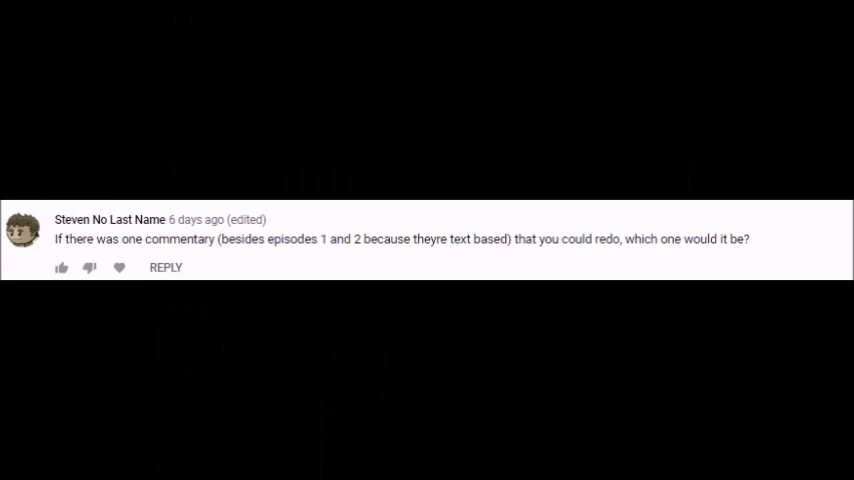 Steven No Last Name 6 days ago (edited)
If there was one commentary (besides episodes 1 and 2 because theyre text based) that you could redo, which one would it be?
REPLY